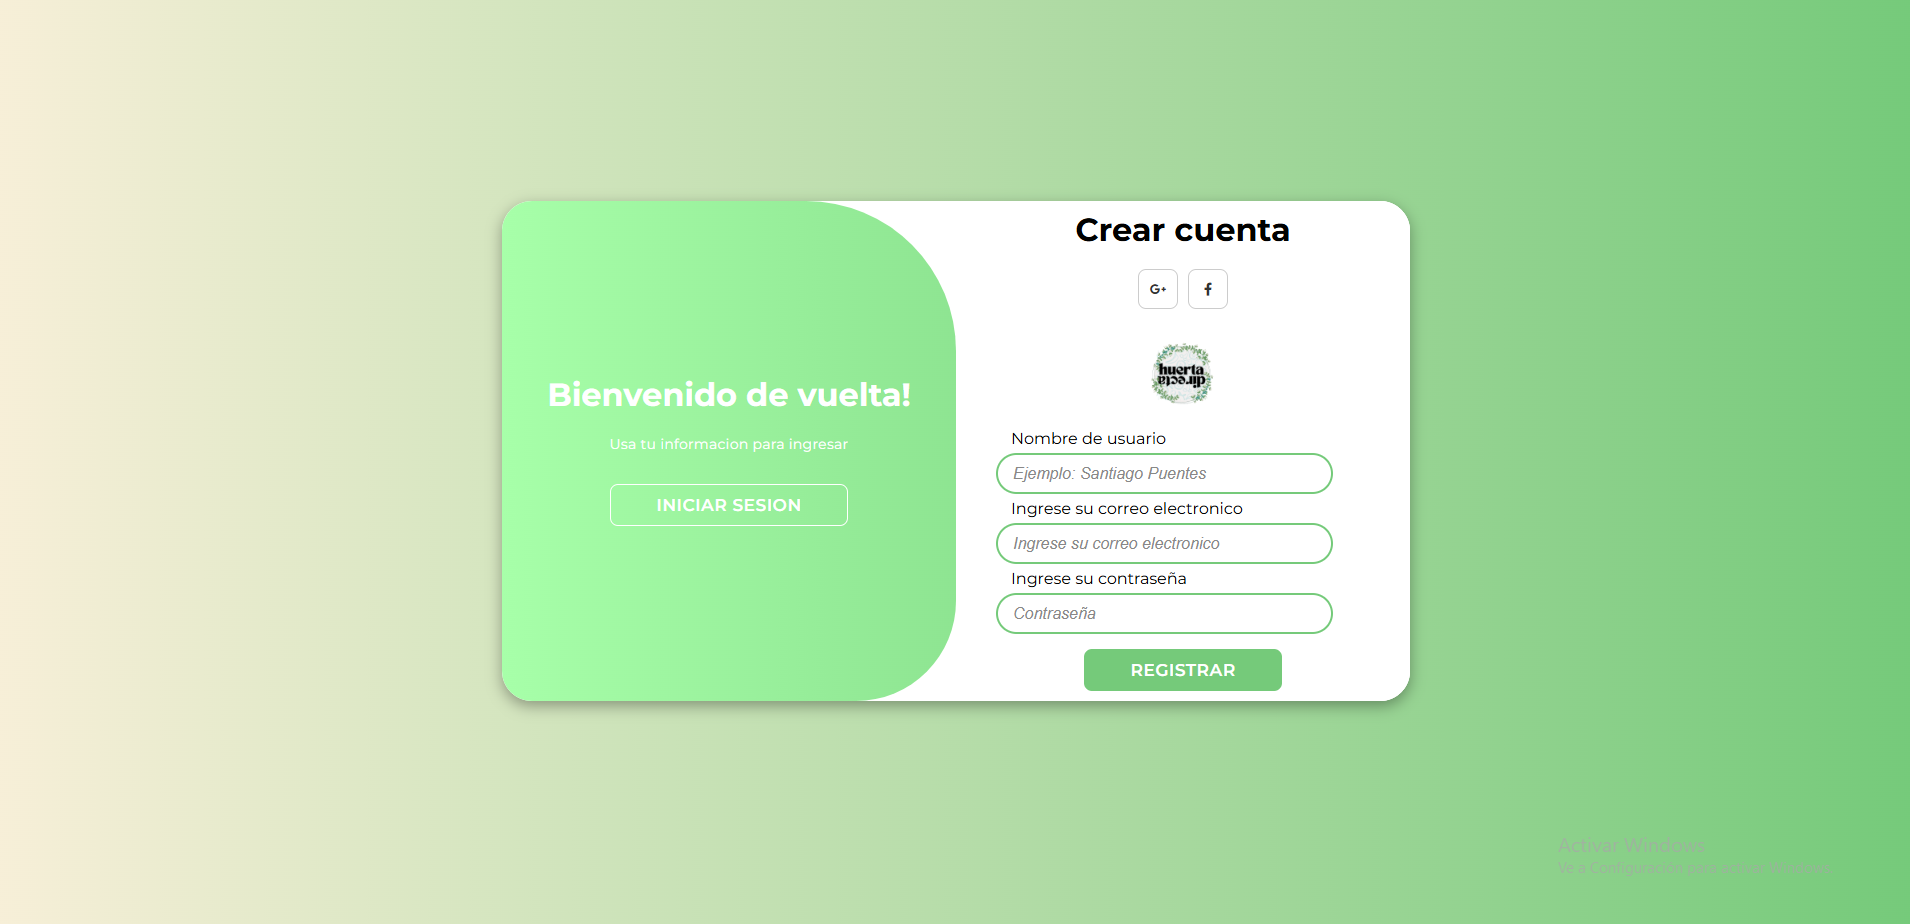 Bienvenido de vuelta!
Usa tu informacion para ingresar
INICIAR SESION
Crear cuenta
G+
f
huerta
directa
Nombre de usuario
Ejemplo: Santiago Puentes
Ingrese su correo electronico
Ingrese su correo electronico
Ingrese su contraseña
Contraseña
REGISTRAR
Activar Windows
Ve a Configuración para activar Windows.